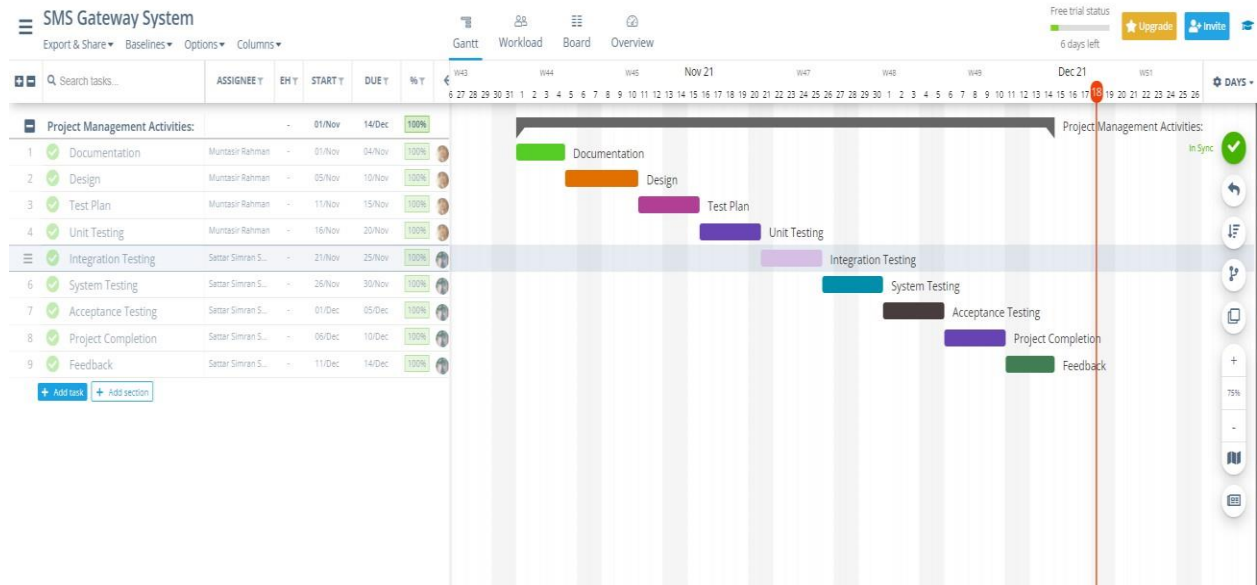 SMS Gateway System
Export & Share Baselines Options Columns
Gantt Workload Board Overview
Free trial status
6 days left
Upgrade
Invite
Search tasks... ASSIGNEE EH START DUE %
W43 W44 W45 Nov 21 W47 W48 W49 Dec 21 W51
6 27 28 29 30 31 1 2 3 4 5 6 7 8 9 10 11 12 13 14 15 16 17 18 19 20 21 22 23 24 25 26 27 28 29 30 1 2 3 4 5 6 7 8 9 10 11 12 13 14 15 16 17 18 19 20 21 22 23 24 25 26
DAYS
Project Management Activities: - 01/Nov 14/Dec 100%
1 Documentation Muntasir Rahman - 01/Nov 04/Nov 100%
2 Design Muntasir Rahman - 05/Nov 10/Nov 100%
3 Test Plan Muntasir Rahman - 11/Nov 15/Nov 100%
4 Unit Testing Muntasir Rahman - 16/Nov 20/Nov 100%
Integration Testing Sattar Simran S... - 21/Nov 25/Nov 100%
6 System Testing Sattar Simran S... - 26/Nov 30/Nov 100%
7 Acceptance Testing Sattar Simran S... - 01/Dec 05/Dec 100%
8 Project Completion Sattar Simran S... - 06/Dec 10/Dec 100%
9 Feedback Sattar Simran S... - 11/Dec 14/Dec 100%
+ Add task + Add section
Project Management Activities:
In Sync
Documentation
Design
Test Plan
Unit Testing
Integration Testing
System Testing
Acceptance Testing
Project Completion
Feedback
+
75%
-